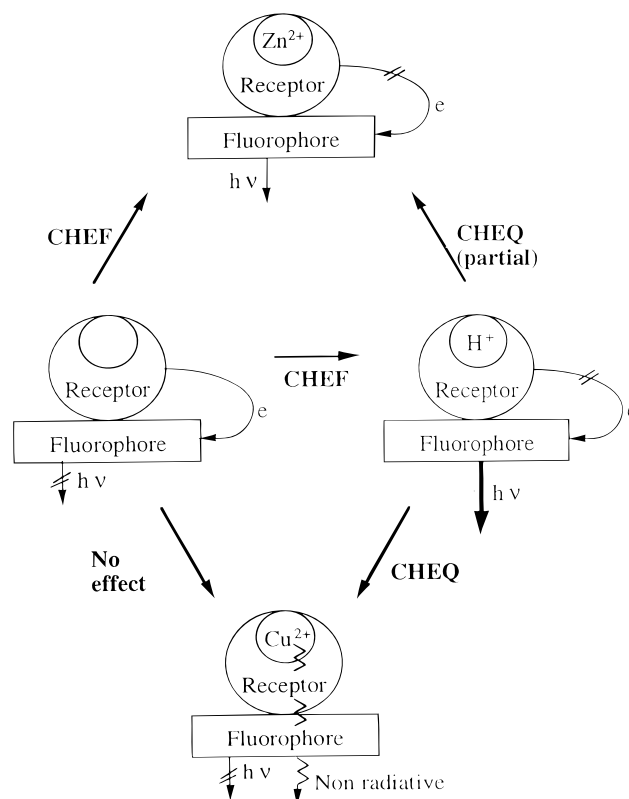 Zn2+
Receptor
e
Fluorophore
h ν
CHEF
CHEQ
(partial)
Receptor
e
Fluorophore
h ν
CHEF
H+
Receptor
Fluorophore
h ν
No
effect
CHEQ
Cu2+
Receptor
Fluorophore
h ν
Non radiative